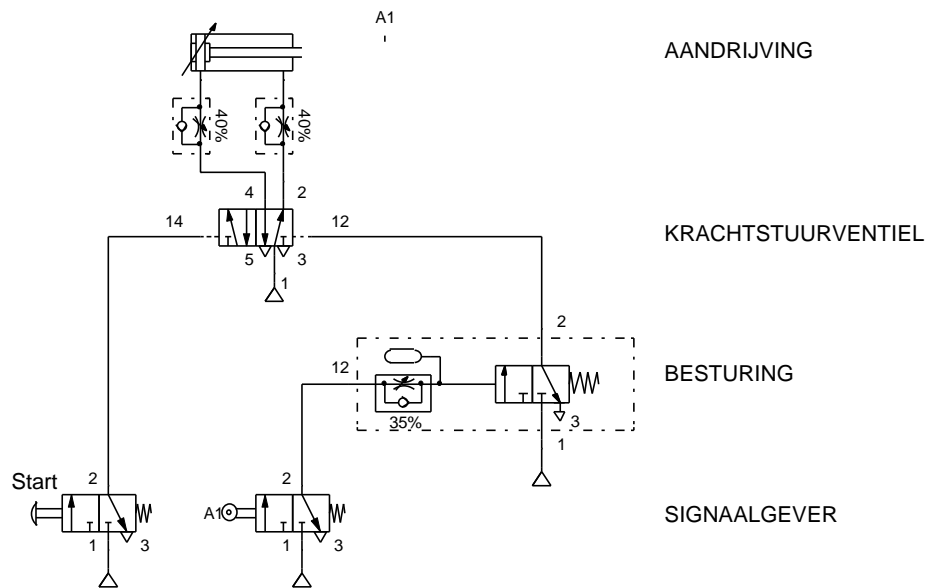 A1
AANDRIJVING
40%
40%
4
2
14
12
KRACHTSTUURVENTIEL
5
3
1
2
12
BESTURING
35%
3
1
Start
2
2
A1
SIGNAALGEVER
1
3
1
3